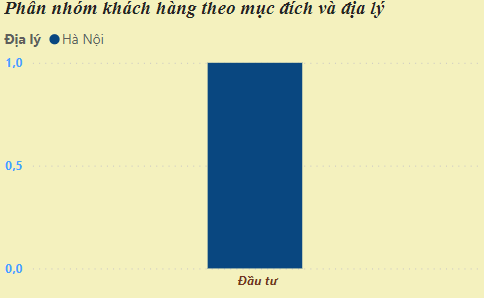 Phân nhóm khách hàng theo mục đích và địa lý
Địa lý Hà Nội
1,0
0,5
0,0
Đầu tư